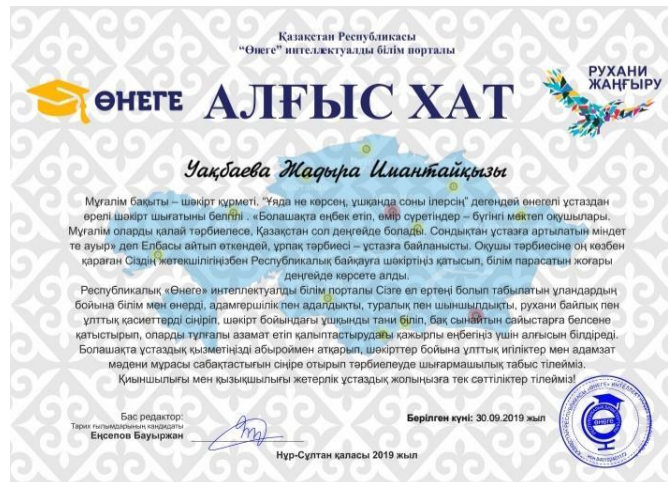 Қазақстан Республикасы
“Өнеге” интеллектуалды білім порталы
ӨНЕГЕ
АЛҒЫС ХАТ
РУХАНИ
ЖАҢҒЫРУ
Уақбаева Жадыра Имантайқызы
Мұғалім бақыты – шәкірт құрметі. “Ұяда не көрсең, ұшқанда соны ілерсің” дегендей өнегелі ұстаздан
өрелі шәкірт шығатыны белгілі . «Болашақта еңбек етіп, өмір сүретіндер – бүгінгі мектеп оқушылары.
Мұғалім оларды қалай тәрбиелесе, Қазақстан сол деңгейде болады. Сондықтан ұстазға артылатын міндет
те ауыр» деп Елбасы айтып өткендей, ұрпақ тәрбиесі – ұстазға байланысты. Оқушы тәрбиесіне оң көзбен
қараған Сіздің жетекшілігіңізбен Республикалық байқауға шәкіртіңіз қатысып, білім парасатын жоғары
деңгейде көрсете алды.
Республикалық «Өнеге» интеллектуалды білім порталы Сізге ел ертеңі болып табылатын ұландардың
бойына білім мен өнерді, адамгершілік пен адалдықты, туралық пен шыншылдықты, рухани байлық пен
ұлттық қасиеттерді сіңіріп, шәкірт бойындағы ұшқынды тани біліп, бақ сынайтын сайыстарға белсене
қатыстырып, оларды тұлғалы азамат етіп қалыптастырудағы қажырлы еңбегіңіз үшін алғысын білдіреді.
Болашақта ұстаздық қызметіңізді абыроймен атқарып, шәкірттер бойына ұлттық игіліктер мен адамзат
мәдени мұрасы сабақтастығын сіңіре отырып тәрбиелеуде шығармашылық табыс тілейміз.
Қиыншылығы мен қызықшылығы жетерлік ұстаздық жолыңызға тек сәттіліктер тілейміз!
Бас редактор:
Тарих ғылымдарының кандидаты
Еңсепов Бауыржан
Берілген күні: 30.09.2019 жыл
ӨНЕГЕ
Нұр-Сұлтан қаласы 2019 жыл